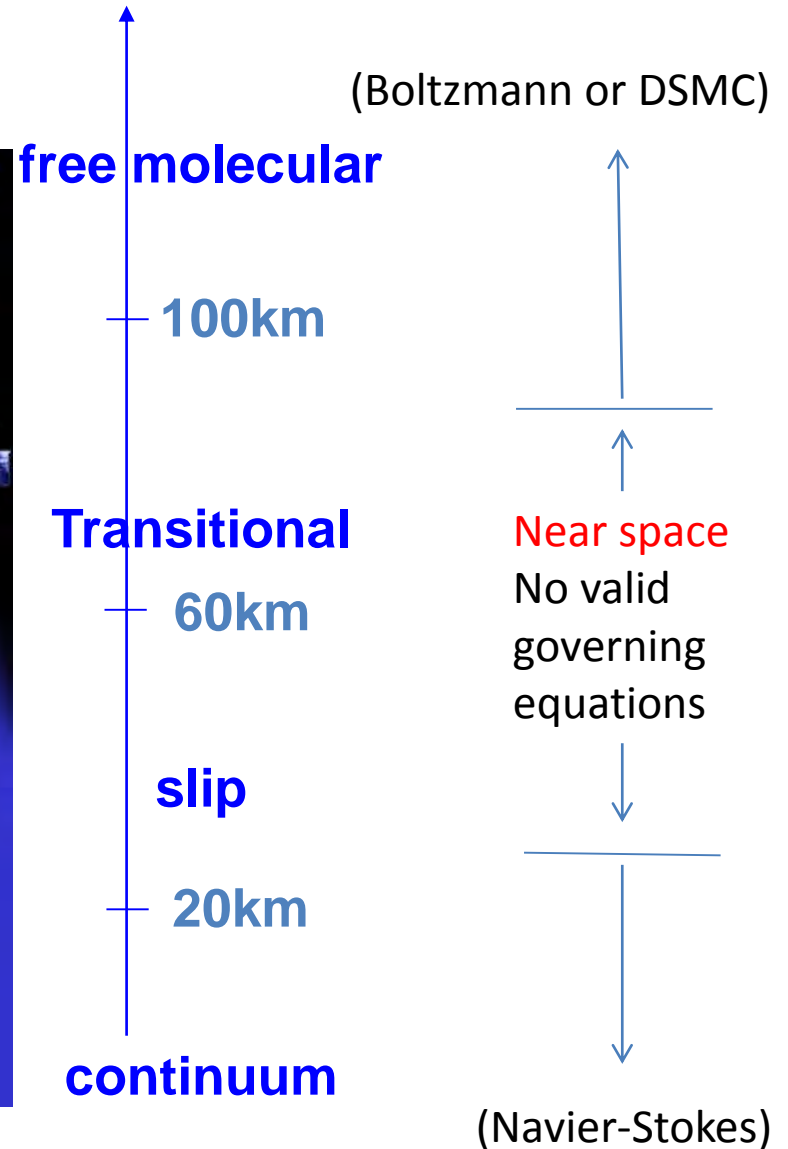 (Boltzmann or DSMC)
free molecular
100km
Transitional
60km
Near space
No valid
governing
equations
slip
20km
continuum
(Navier-Stokes)